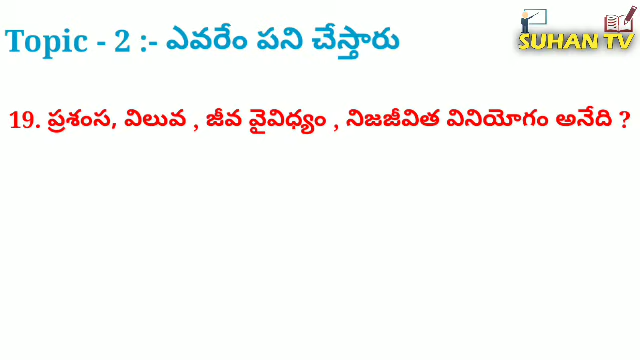 Topic - 2 :- ఎవరేం పని చేస్తారు
SUHAN TV
19. ప్రశంస, విలువ , జీవ వైవిధ్యం , నిజజీవిత వినియోగం అనేది ?